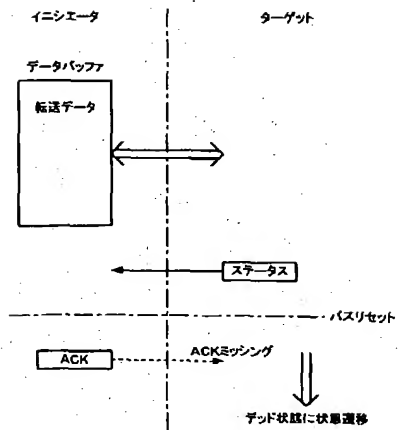 イニシエータ
ターゲット
データバッファ
転送データ
ステータス
バスリセット
ACK
ACKミッシング
デッド状態に状態遷移